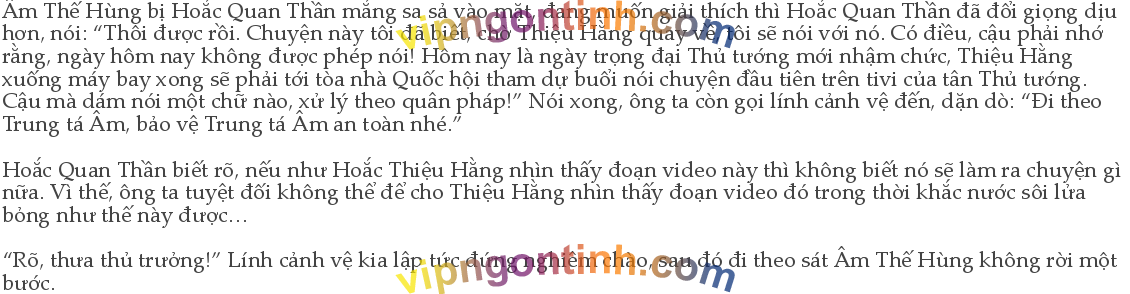 Âm Thế Hùng bị Hoắc Quan Thần mắng sa sả vào mặt, đang muốn giải thích thì Hoắc Quan Thần đã đổi giọng dịu
hơn, nói: “Thôi được rồi. Chuyện này tôi đã biết, chờ Thiệu Hằng quay về, tôi sẽ nói với nó. Có điều, cậu phải nhớ
rằng, ngày hôm nay không được phép nói! Hôm nay là ngày trọng đại Thủ tướng mới nhậm chức, Thiệu Hằng
xuống máy bay xong sẽ phải tới tòa nhà Quốc hội tham dự buổi nói chuyện đầu tiên trên tivi của tân Thủ tướng.
Cậu mà dám nói một chữ nào, xử lý theo quân pháp!” Nói xong, ông ta còn gọi lính cảnh vệ đến, dặn dò: “Đi theo
Trung tá Âm, bảo vệ Trung tá Âm an toàn nhé.”
Hoắc Quan Thần biết rõ, nếu như Hoắc Thiệu Hằng nhìn thấy đoạn video này thì không biết nó sẽ làm ra chuyện gì
nữa. Vì thế, ông ta tuyệt đối không thể để cho Thiệu Hằng nhìn thấy đoạn video đó trong thời khắc nước sôi lửa
bỏng như thế này được…
“Rõ, thưa thủ trưởng!” Lính cảnh vệ kia lập tức đứng nghiêm chào, sau đó đi theo sát Âm Thế Hùng không rời một
bước.
vipngontinh.com
vipngontinh.com